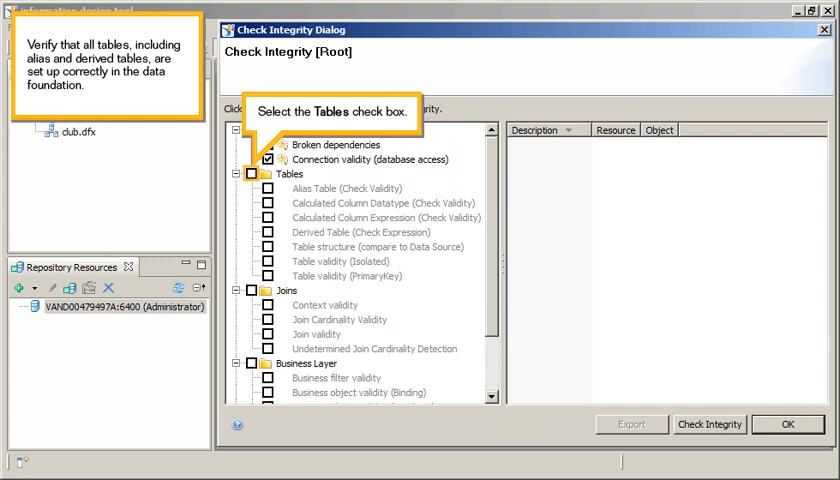 information design tool
Verify that all tables, including
alias and derived tables, are
set up correctly in the data
foundation.
club.dfx
Repository Resources
VAND00479497A:6400 (Administrator)
Check Integrity Dialog
Check Integrity [Root]
Select the Tables check box.
Broken dependencies
Connection validity (database access)
Tables
Alias Table (Check Validity)
Calculated Column Datatype (Check Validity)
Calculated Column Expression (Check Validity)
Derived Table (Check Expression)
Table structure (compare to Data Source)
Table validity (Isolated)
Table validity (PrimaryKey)
Joins
Context validity
Join Cardinality Validity
Join validity
Undetermined Join Cardinality Detection
Business Layer
Business filter validity
Business object validity (Binding)
Description Resource Object
Export Check Integrity OK